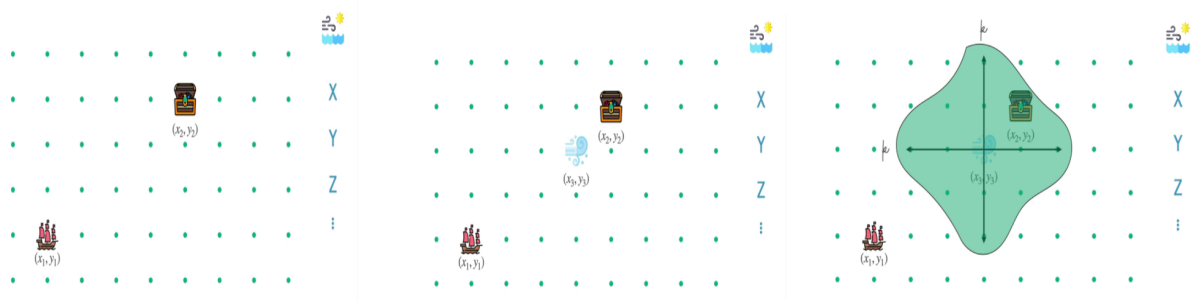 X
(x₂, y₂)
Y
Z
⋮
(x₁, y₁)
X
(x₂, y₂)
Y
(x₃, y₃)
Z
⋮
(x₁, y₁)
k
X
(x₂, y₂)
k
Y
(x₃, y₃)
Z
⋮
(x₁, y₁)